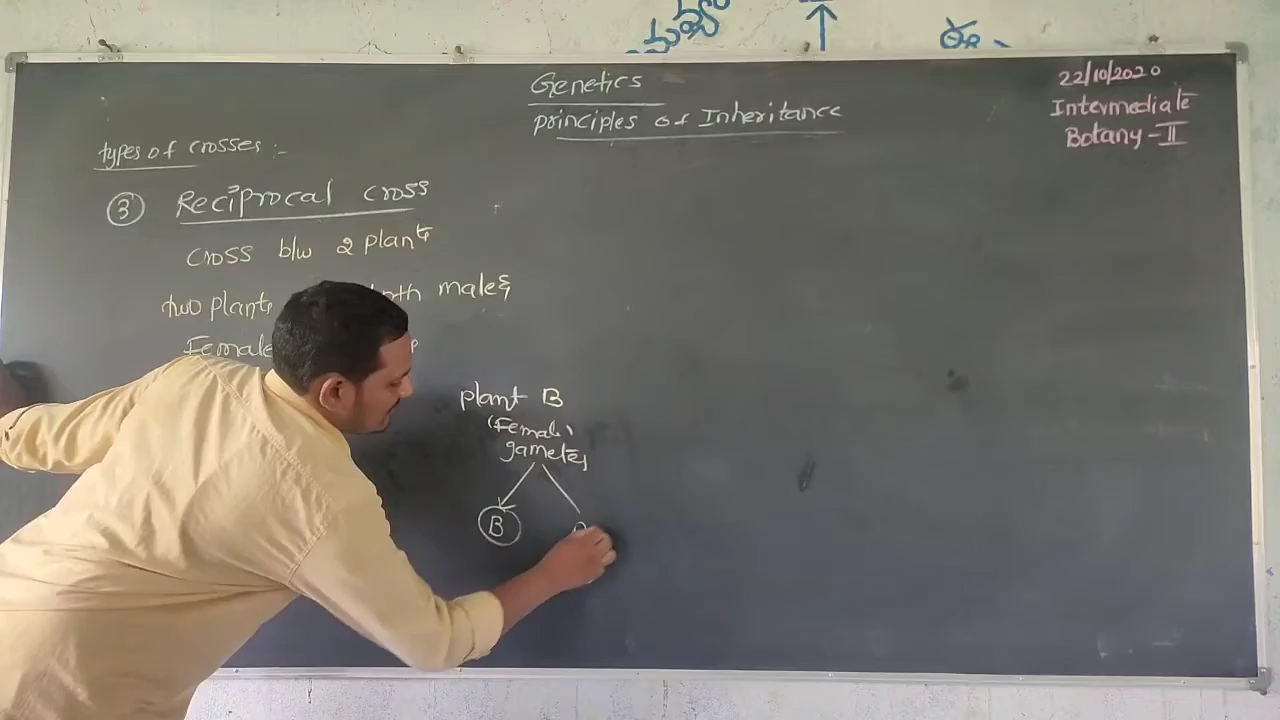 Genetics
principles of Inheritance
22/10/2020
Intermediate
Botany-II
types of crosses :-
3 Reciprocal cross
cross b/w 2 plants
two plants both male &
Female
plant B
(Female)
gametes
B